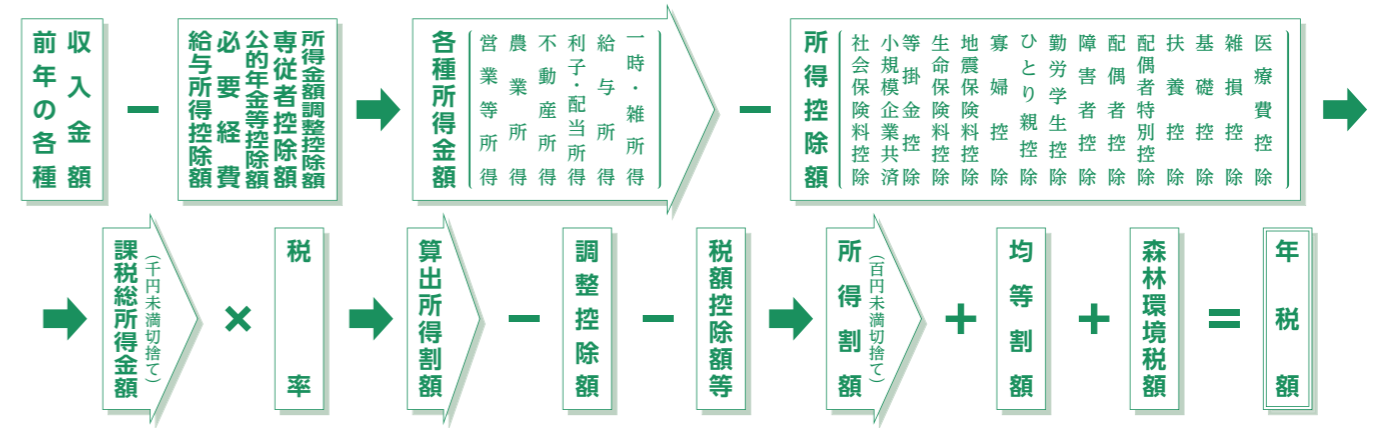 前年の各種
収入金額
−
給与所得控除額
必要経費
公的年金等控除額
専従者控除額
所得金額調整控除額
各種所得金額
営業等所得
農業所得
不動産所得
利子・配当所得
給与所得
一時・雑所得
−
所得控除額
社会保険料控除
小規模企業共済
等掛金控除
生命保険料控除
地震保険料控除
寡婦控除
ひとり親控除
勤労学生控除
障害者控除
配偶者控除
配偶者特別控除
扶養控除
基礎控除
雑損控除
医療費控除
課税総所得金額
(千円未満切捨て)
×
税率
算出所得割額
−
調整控除額
−
税額控除額等
所得割額
(百円未満切捨て)
+
均等割額
+
森林環境税額
=
年税額